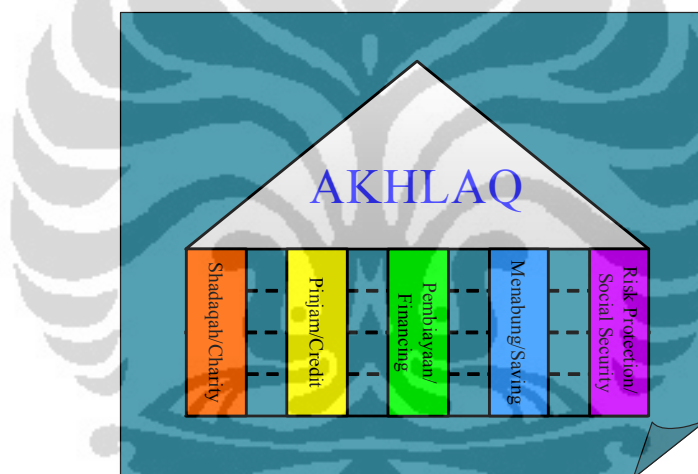 AKHLAQ
Shadaqah/Charity
Pinjam/Credit
Pembiayaan/
Financing
Menabung/Saving
Risk Protection/
Social Security